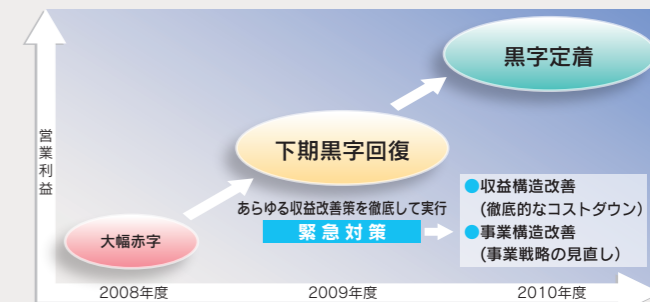 黒字定着
営業利益
下期黒字回復
あらゆる収益改善策を徹底して実行
緊急対策
●収益構造改善
(徹底的なコストダウン)
●事業構造改善
(事業戦略の見直し)
大幅赤字
2008年度
2009年度
2010年度